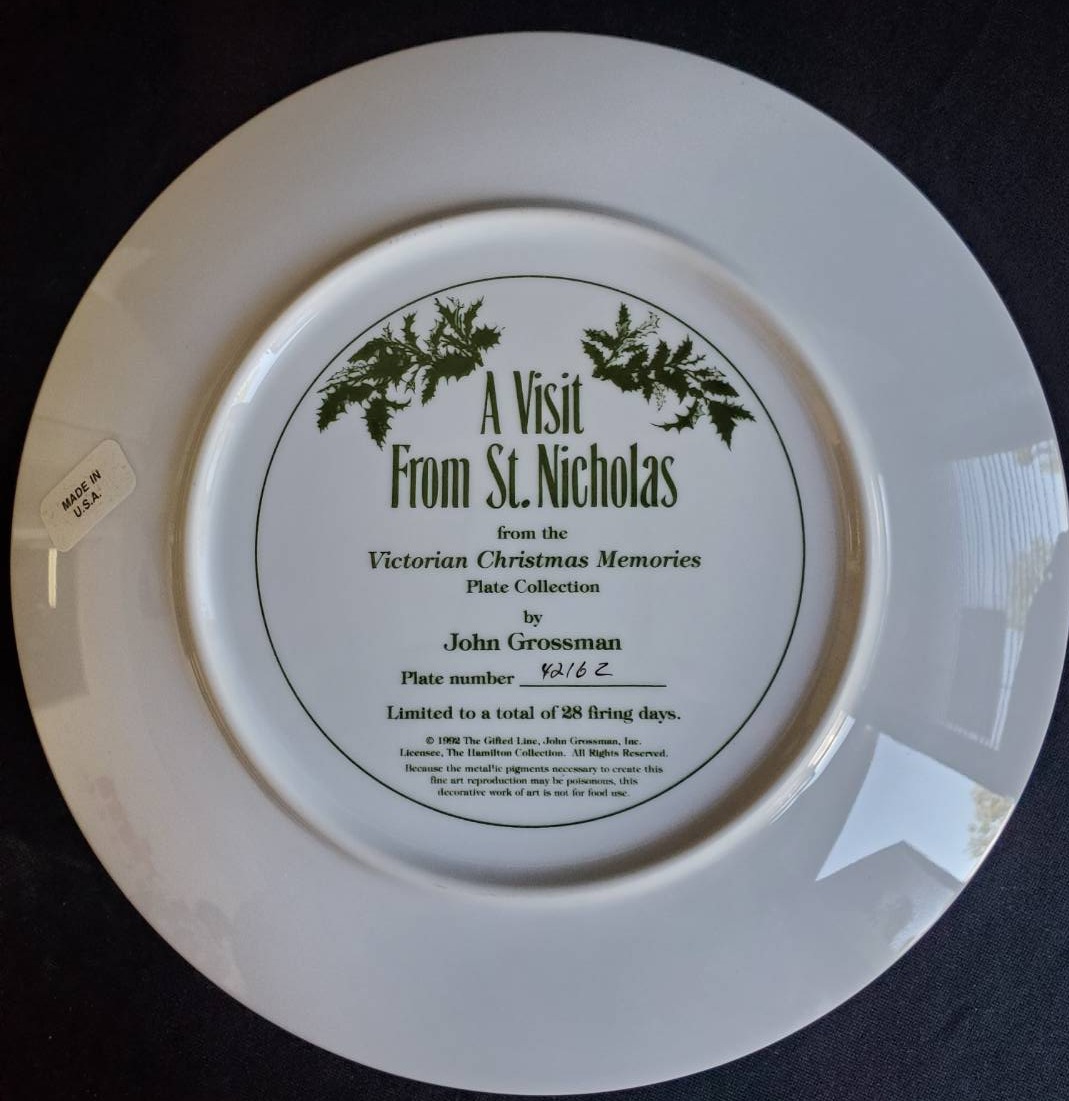 A Visit
From St. Nicholas
from the
Victorian Christmas Memories
Plate Collection
by
John Grossman
Plate number 4216 2
Limited to a total of 28 firing days.
© 1992 The Gifted Line, John Grossman, Inc.
Licensee, The Hamilton Collection. All Rights Reserved.
Because the metallic pigments necessary to create this
fine art reproduction may be poisonous, this
decorative work of art is not for food use.
MADE IN
U.S.A.